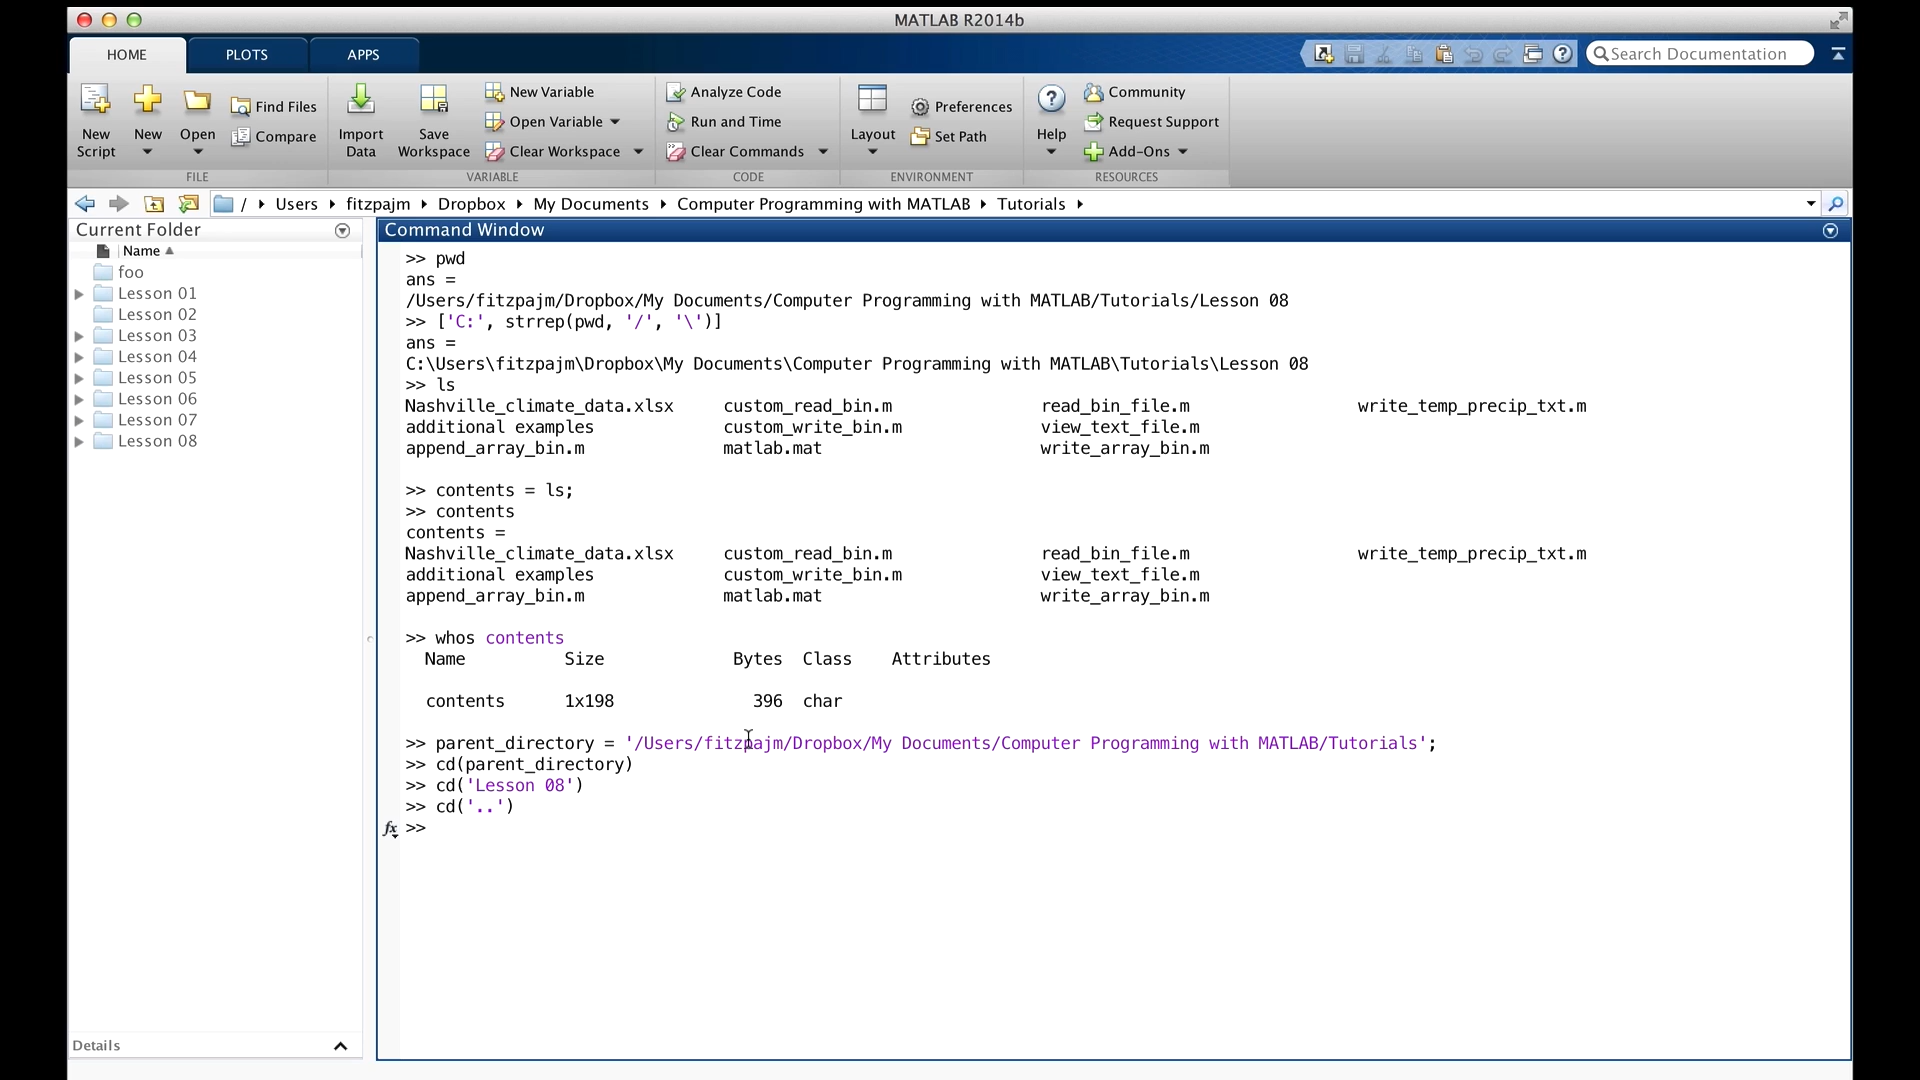 MATLAB R2014b
HOME PLOTS APPS
Search Documentation
New Script
New
Open
Find Files
Compare
Import Data
Save Workspace
New Variable
Open Variable
Clear Workspace
Analyze Code
Run and Time
Clear Commands
Layout
Preferences
Set Path
Help
Community
Request Support
Add-Ons
FILE VARIABLE CODE ENVIRONMENT RESOURCES
/ Users fitzpajm Dropbox My Documents Computer Programming with MATLAB Tutorials
Current Folder
Name
foo
Lesson 01
Lesson 02
Lesson 03
Lesson 04
Lesson 05
Lesson 06
Lesson 07
Lesson 08
Details
Command Window
>> pwd
ans =
/Users/fitzpajm/Dropbox/My Documents/Computer Programming with MATLAB/Tutorials/Lesson 08
>> ['C:', strrep(pwd, '/', '\')]
ans =
C:\Users\fitzpajm\Dropbox\My Documents\Computer Programming with MATLAB\Tutorials\Lesson 08
>> ls
Nashville_climate_data.xlsx custom_read_bin.m read_bin_file.m write_temp_precip_txt.m
additional examples custom_write_bin.m view_text_file.m
append_array_bin.m matlab.mat write_array_bin.m
>> contents = ls;
>> contents
contents =
Nashville_climate_data.xlsx custom_read_bin.m read_bin_file.m write_temp_precip_txt.m
additional examples custom_write_bin.m view_text_file.m
append_array_bin.m matlab.mat write_array_bin.m
>> whos contents
Name Size Bytes Class Attributes
contents 1x198 396 char
>> parent_directory = '/Users/fitzpajm/Dropbox/My Documents/Computer Programming with MATLAB/Tutorials';
>> cd(parent_directory)
>> cd('Lesson 08')
>> cd('..')
fx >>